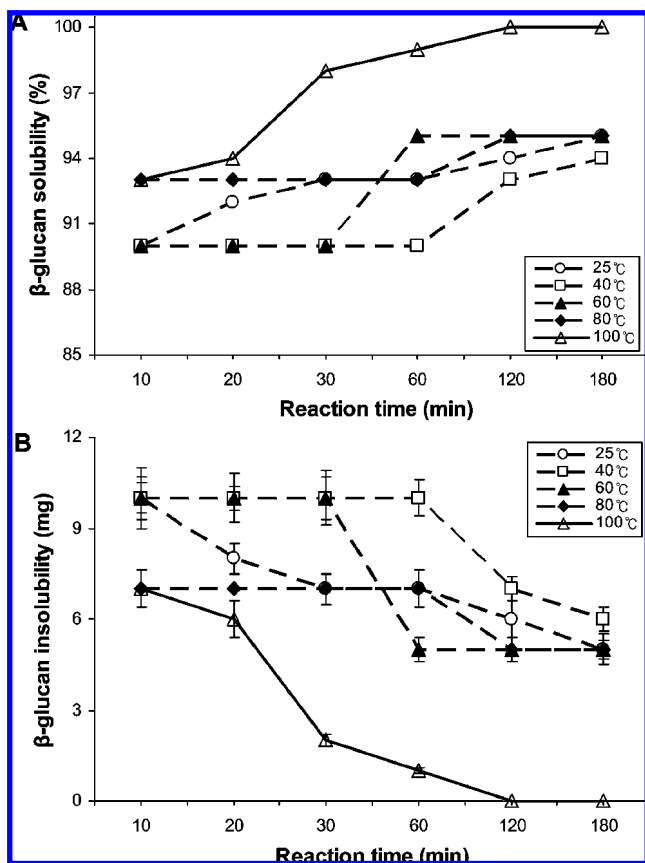 A
100
97
94
91
88
85
β-glucan solubility (%)
25℃
40℃
60℃
80℃
100℃
10 20 30 60 120 180
Reaction time (min)
B
12
9
6
3
0
β-glucan insolubility (mg)
25℃
40℃
60℃
80℃
100℃
10 20 30 60 120 180
Reaction time (min)